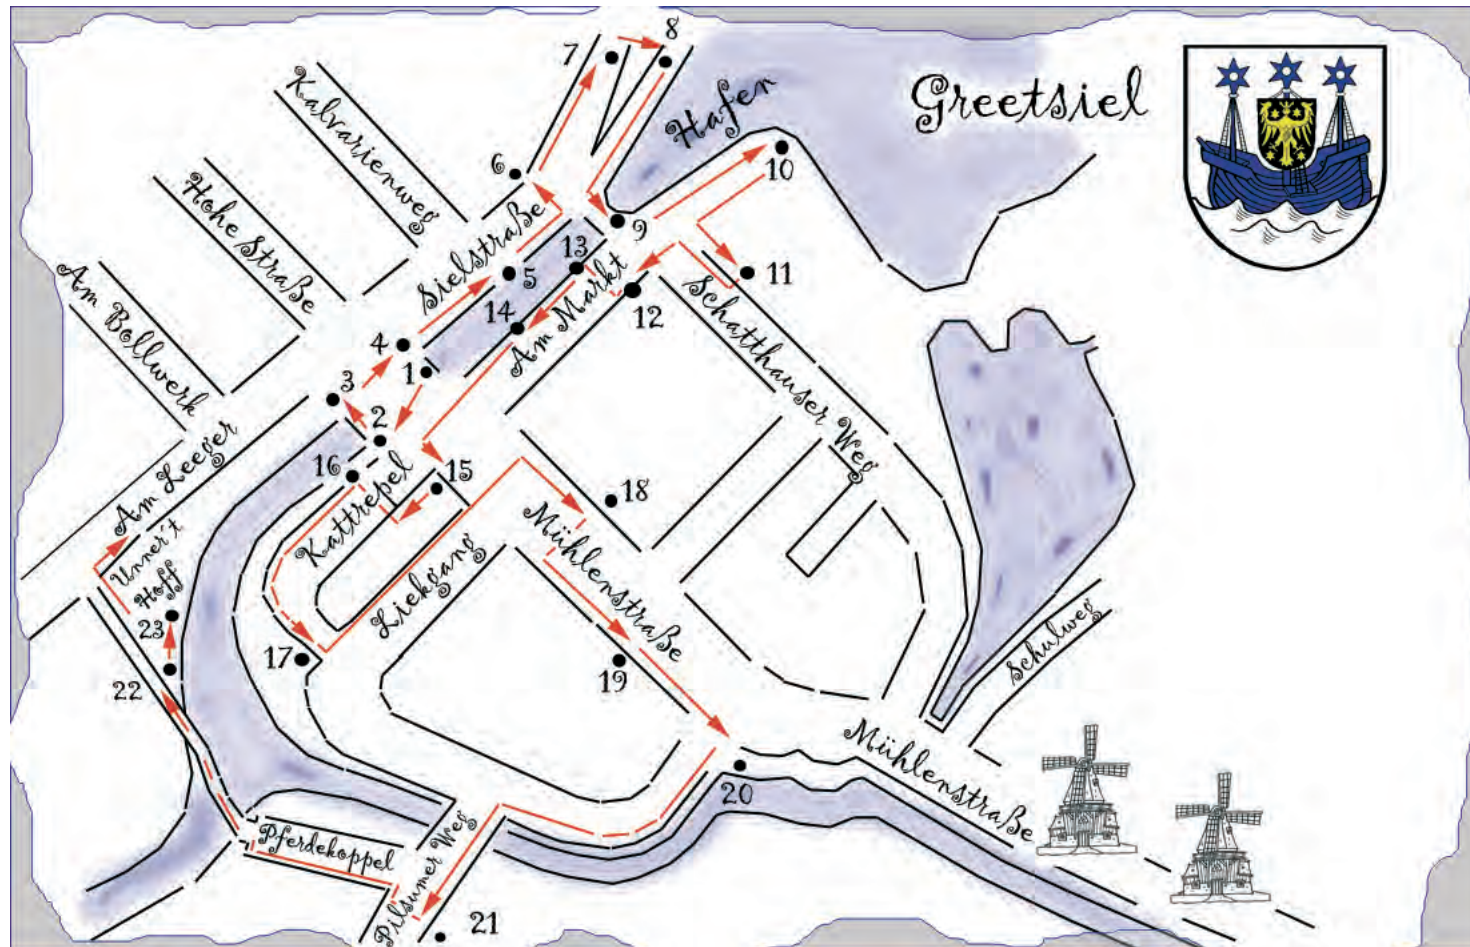 Greetsiel
Hafen
Kalvarienweg
Hohe Straße
Am Bollwerk
Am Leeger
Unner't
Hoff
Sielstraße
Am Markt
Schatthauser Weg
Kattrepel
Liekgang
Mühlenstraße
Mühlenstraße
Schulweg
Pferdekoppel
Pilsumer Weg
1
2
3
4
5
6
7
8
9
10
11
12
13
14
15
16
17
18
19
20
21
22
23